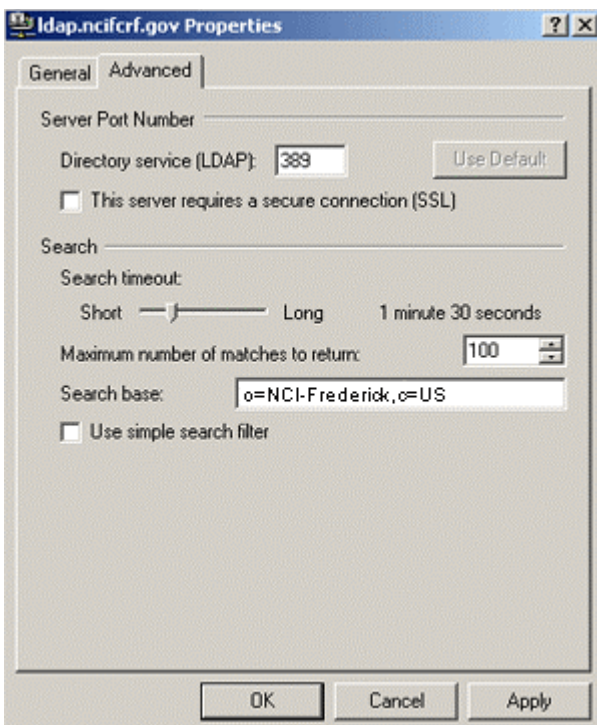 ldap.ncifcrf.gov Properties
General Advanced
Server Port Number
Directory service (LDAP): 389 Use Default
This server requires a secure connection (SSL)
Search
Search timeout:
Short Long 1 minute 30 seconds
Maximum number of matches to return: 100
Search base: o=NCI-Frederick,c=US
Use simple search filter
OK Cancel Apply